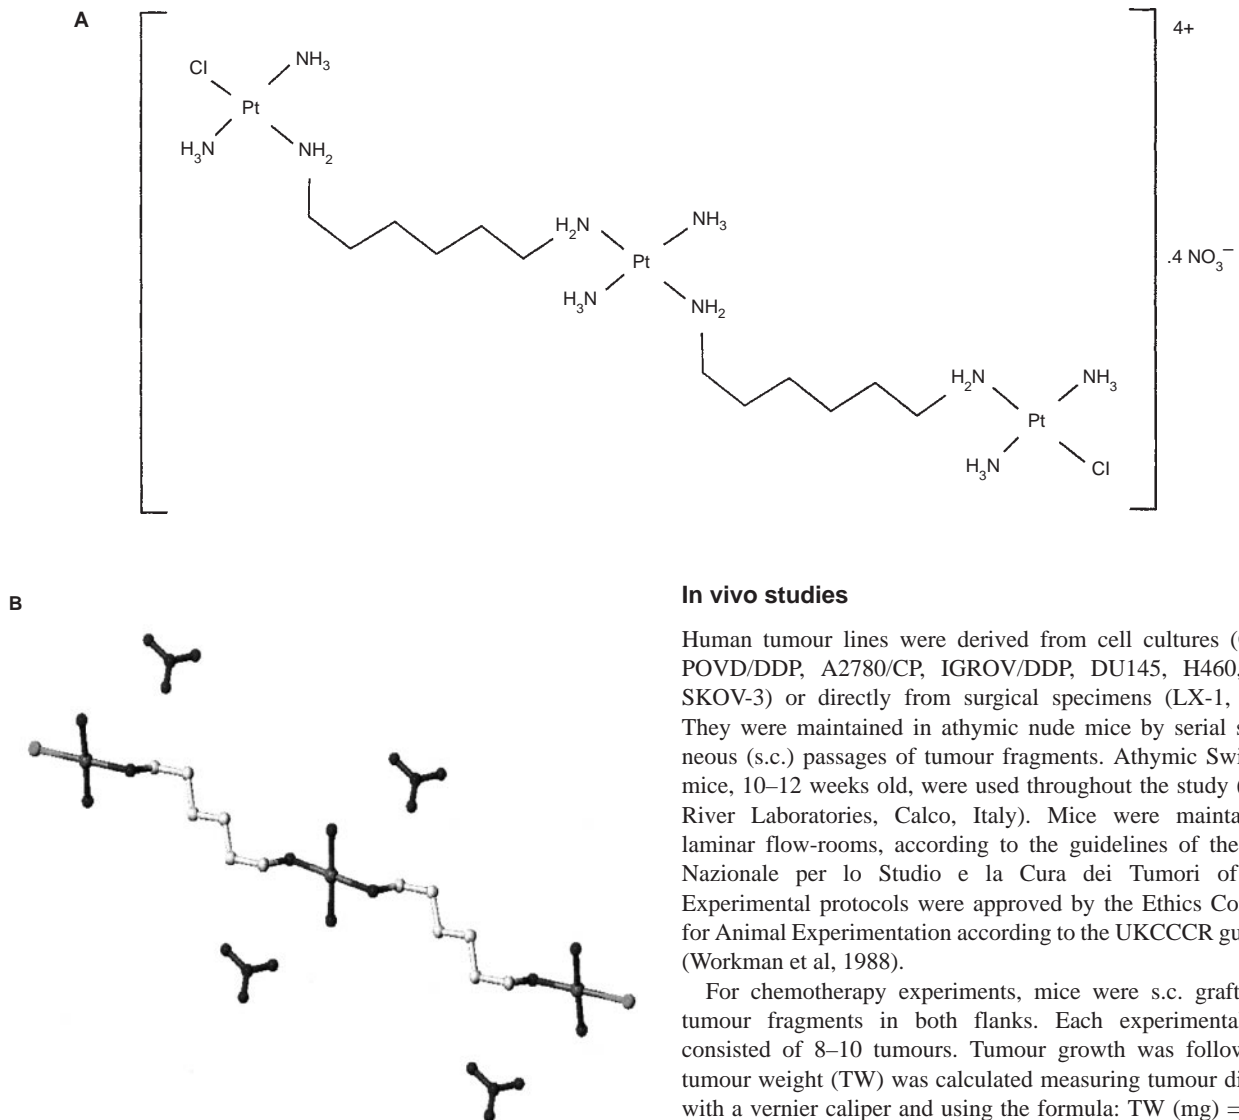 A
4+
Cl
NH3
Pt
H3N
NH2
H2N
NH3
Pt
.4 NO3−
H3N
NH2
H2N
NH3
Pt
H3N
Cl
B
In vivo studies
Human tumour lines were derived from cell cultures (
POVD/DDP, A2780/CP, IGROV/DDP, DU145, H460,
SKOV-3) or directly from surgical specimens (LX-1,
They were maintained in athymic nude mice by serial s
neous (s.c.) passages of tumour fragments. Athymic Swi
mice, 10–12 weeks old, were used throughout the study (
River Laboratories, Calco, Italy). Mice were mainta
laminar flow-rooms, according to the guidelines of the
Nazionale per lo Studio e la Cura dei Tumori of
Experimental protocols were approved by the Ethics Co
for Animal Experimentation according to the UKCCCR gu
(Workman et al, 1988).
For chemotherapy experiments, mice were s.c. graft
tumour fragments in both flanks. Each experimenta
consisted of 8–10 tumours. Tumour growth was follow
tumour weight (TW) was calculated measuring tumour di
with a vernier caliper and using the formula: TW (mg) =